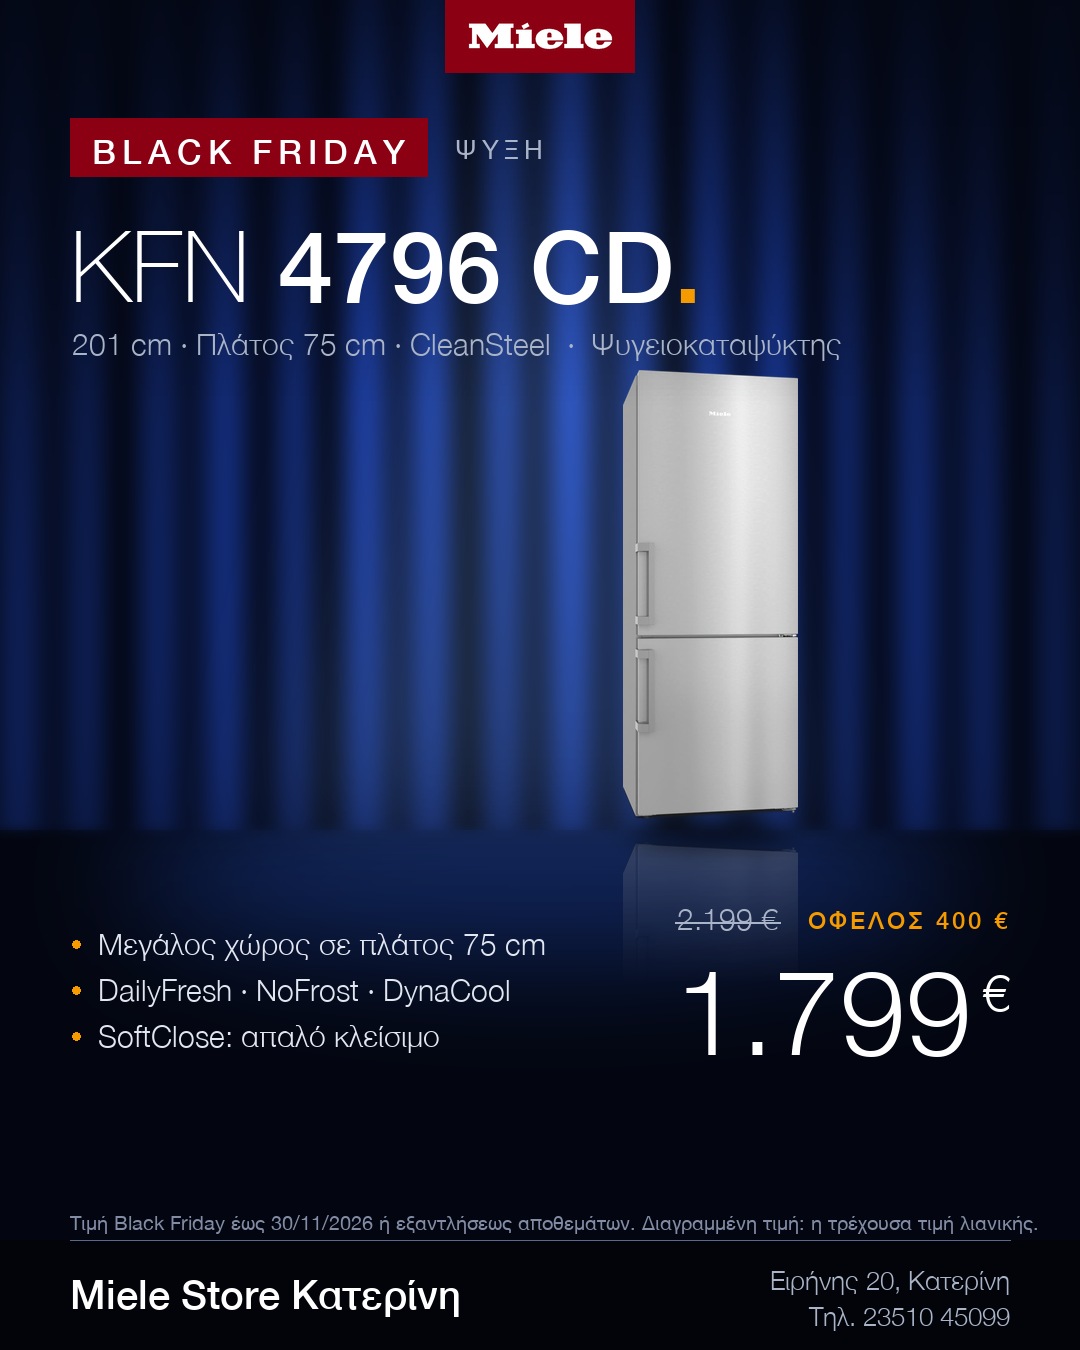 Miele
BLACK FRIDAY ΨΥΞΗ
KFN 4796 CD.
201 cm · Πλάτος 75 cm · CleanSteel · Ψυγειοκαταψύκτης
Miele
2.199 € ΟΦΕΛΟΣ 400 €
• Μεγάλος χώρος σε πλάτος 75 cm
• DailyFresh · NoFrost · DynaCool
• SoftClose: απαλό κλείσιμο
1.799 €
Τιμή Black Friday έως 30/11/2026 ή εξαντλήσεως αποθεμάτων. Διαγραμμένη τιμή: η τρέχουσα τιμή λιανικής.
Miele Store Κατερίνη
Ειρήνης 20, Κατερίνη
Τηλ. 23510 45099